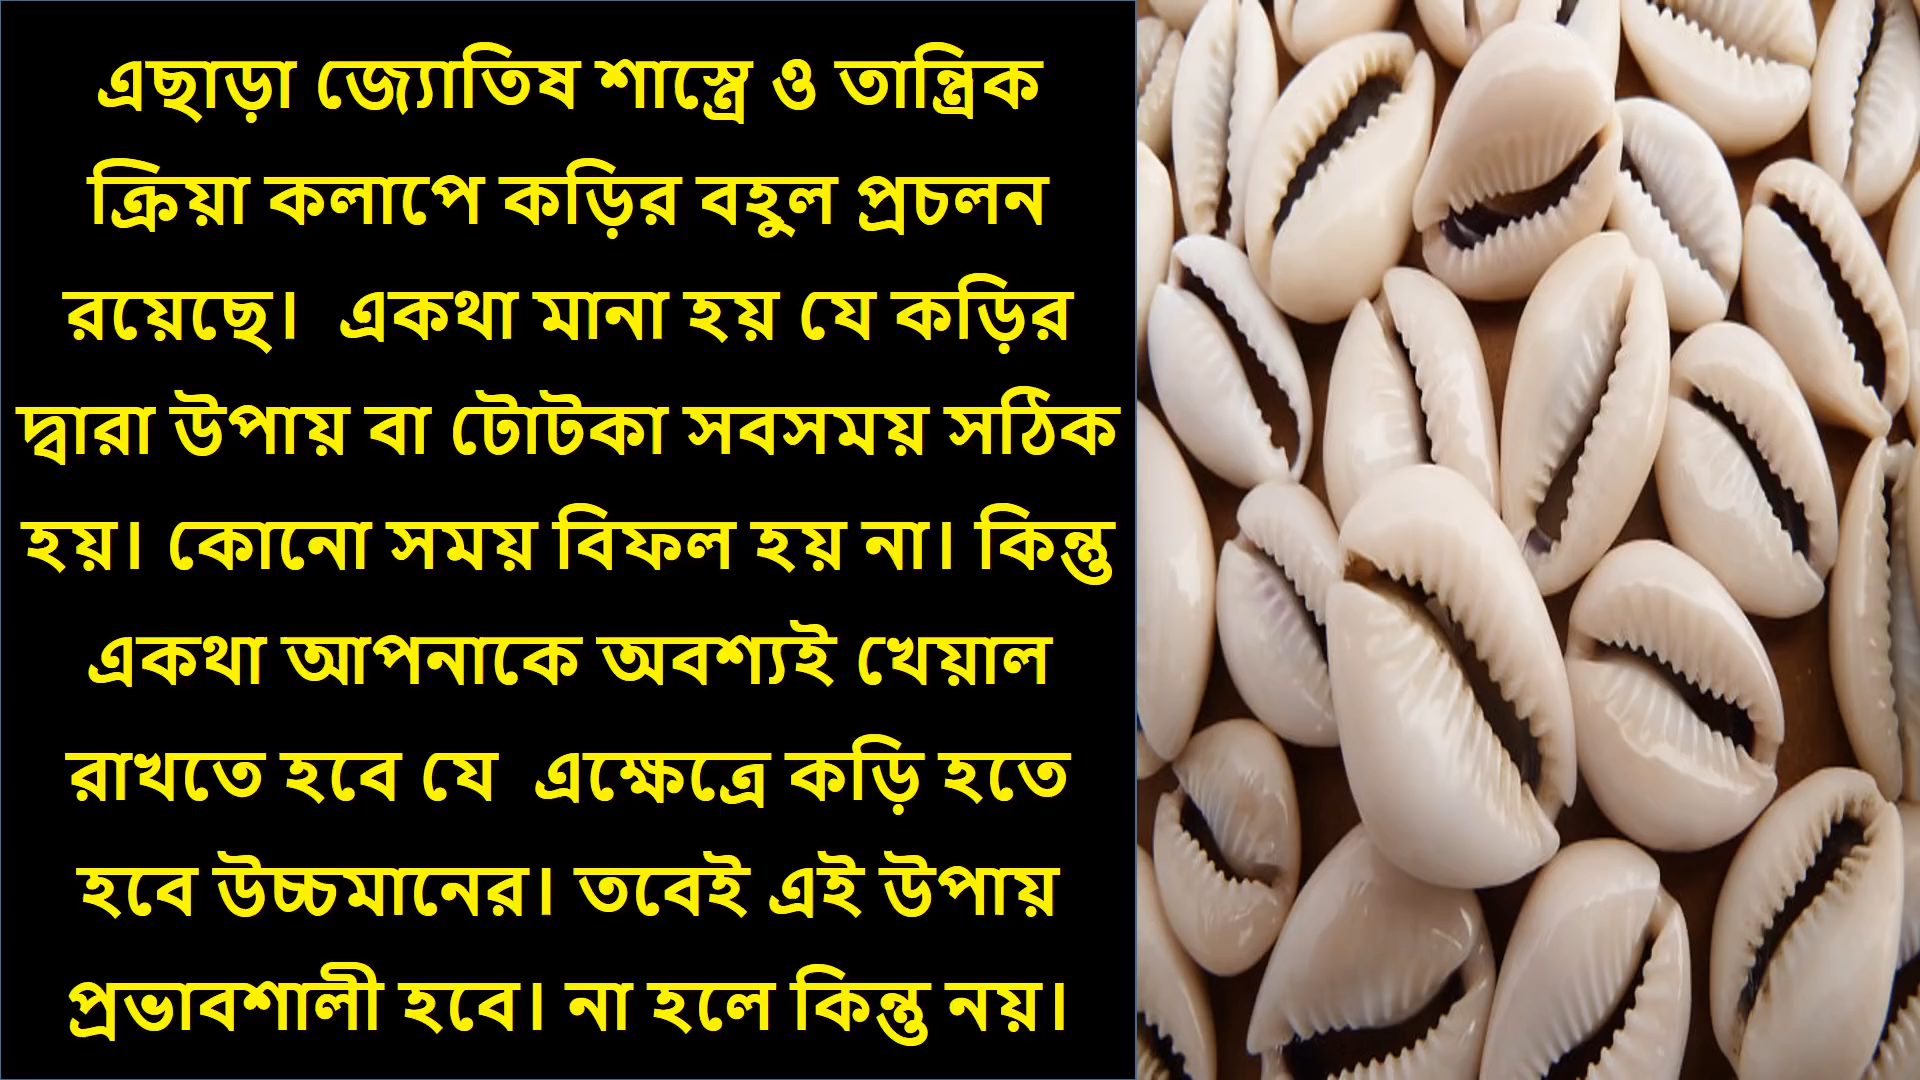 এছাড়া জ্যোতিষ শাস্ত্রে ও তান্ত্রিক
ক্রিয়া কলাপে কড়ির বহুল প্রচলন
রয়েছে।  একথা মানা হয় যে কড়ির
দ্বারা উপায় বা টোটকা সবসময় সঠিক
হয়। কোনো সময় বিফল হয় না। কিন্তু
একথা আপনাকে অবশ্যই খেয়াল
রাখতে হবে যে  এক্ষেত্রে কড়ি হতে
হবে উচ্চমানের। তবেই এই উপায়
প্রভাবশালী হবে। না হলে কিন্তু নয়।